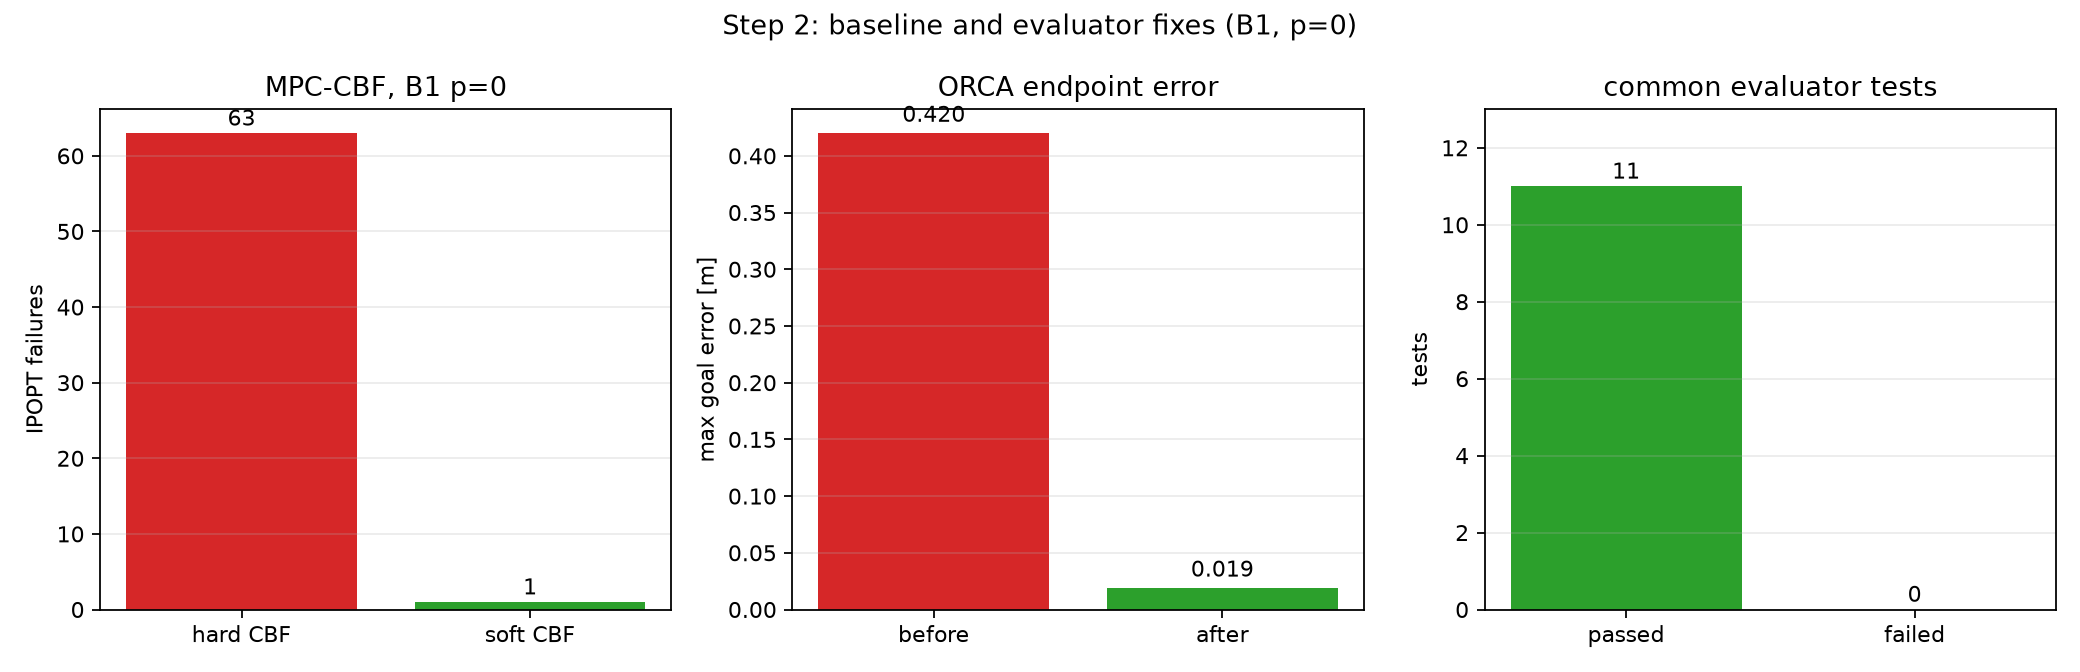 Step 2: baseline and evaluator fixes (B1, p=0)
MPC-CBF, B1 p=0
IPOPT failures
60
50
40
30
20
10
0
63
1
hard CBF
soft CBF
ORCA endpoint error
max goal error [m]
0.40
0.35
0.30
0.25
0.20
0.15
0.10
0.05
0.00
0.420
0.019
before
after
common evaluator tests
tests
12
10
8
6
4
2
0
11
0
passed
failed